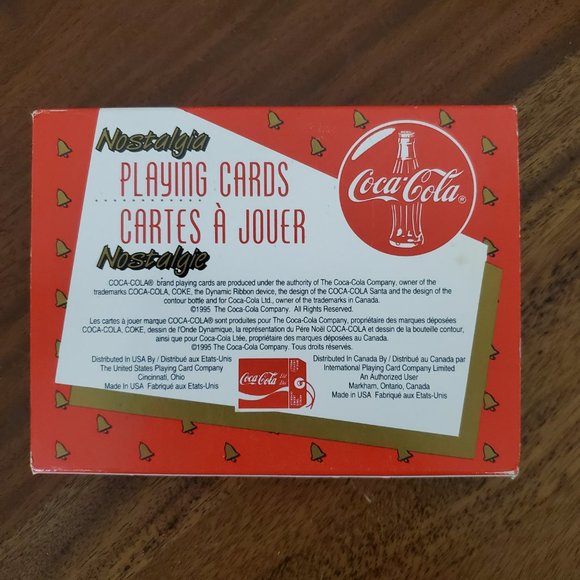 Nostalgia
PLAYING CARDS
CARTES À JOUER
Nostalgie
Coca-Cola®
COCA-COLA® brand playing cards are produced under the authority of The Coca-Cola Company, owner of the
trademarks COCA-COLA, COKE, the Dynamic Ribbon device, the design of the COCA-COLA Santa and the design of the
contour bottle and for Coca-Cola Ltd., owner of the trademarks in Canada.
©1995 The Coca-Cola Company. All Rights Reserved.
Les cartes à jouer marque COCA-COLA® sont produites pour The Coca-Cola Company, propriétaire des marques déposées
COCA-COLA, COKE, dessin de l'Onde Dynamique, la représentation du Père Noël COCA-COLA et dessin de la bouteille contour,
ainsi que pour Coca-Cola Ltée, propriétaire des marques déposées au Canada.
©1995 The Coca-Cola Company. Tous droits réservés.
Distributed In USA By / Distribué aux Etats-Unis
The United States Playing Card Company
Cincinnati, Ohio
Made In USA Fabriqué aux Etats-Unis
Coca-Cola
Distributed In Canada By / Distribué au Canada par
International Playing Card Company Limited
An Authorized User
Markham, Ontario, Canada
Made in USA Fabriqué aux Etats-Unis